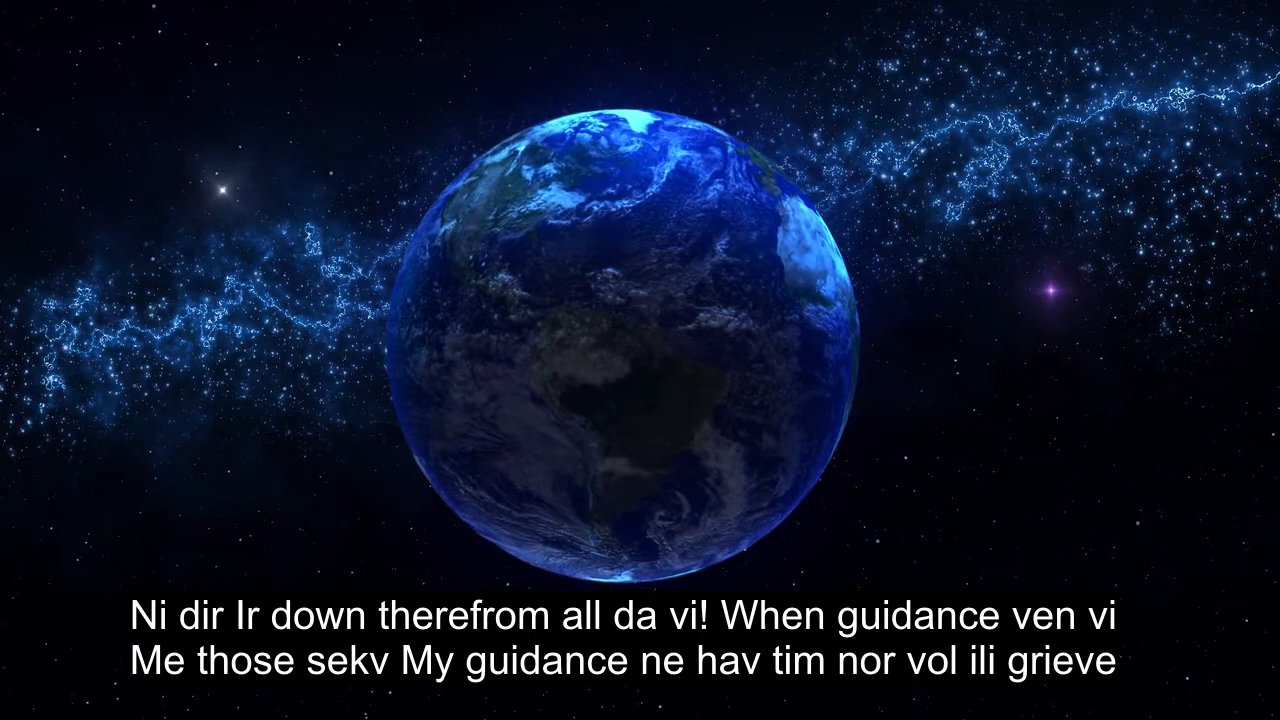 Ni dir Ir down therefrom all da vi! When guidance ven vi
Me those sekv My guidance ne hav tim nor vol ili grieve